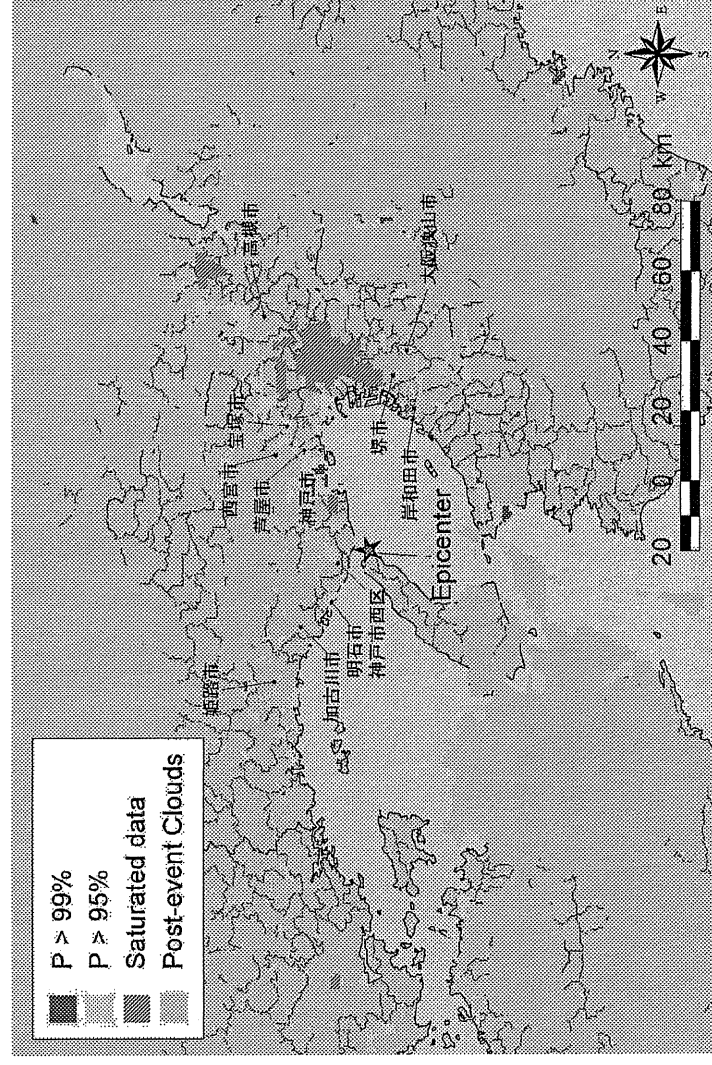 P > 99%
P > 95%
Saturated data
Post-event Clouds
姫路市
加古川市
明石市
神戸市西区
西宮市
宝塚市
芦屋市
神戸市
高槻市
堺市
岸和田市
大阪狭山市
Epicenter
20 0 20 40 60 80 km
N
E
S
W